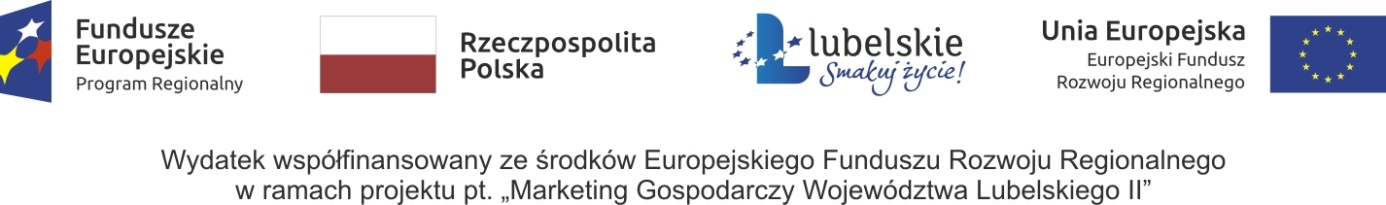 Fundusze
Europejskie
Program Regionalny
Rzeczpospolita
Polska
lubelskie
Smakuj życie!
Unia Europejska
Europejski Fundusz
Rozwoju Regionalnego
Wydatek współfinansowany ze środków Europejskiego Funduszu Rozwoju Regionalnego
w ramach projektu pt. „Marketing Gospodarczy Województwa Lubelskiego II”